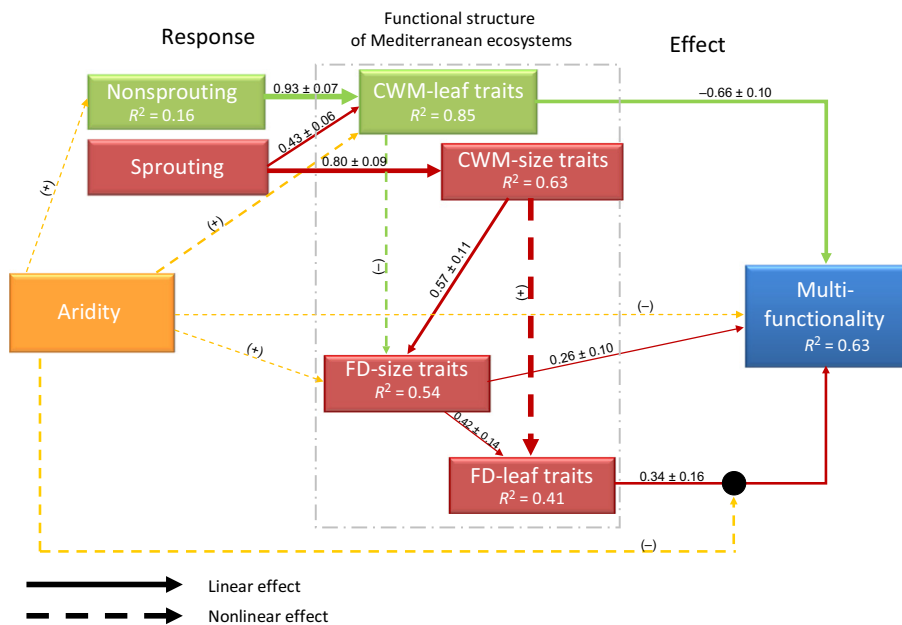 Response
Functional structure
of Mediterranean ecosystems
Effect
Nonsprouting
R² = 0.16
0.93 ± 0.07
CWM-leaf traits
R² = 0.85
−0.66 ± 0.10
0.43 ± 0.06
Sprouting
0.80 ± 0.09
CWM-size traits
R² = 0.63
(+)
(+)
(−)
0.57 ± 0.11
(+)
Aridity
(−)
Multi-
functionality
R² = 0.63
(+)
FD-size traits
R² = 0.54
0.26 ± 0.10
0.42 ± 0.14
FD-leaf traits
R² = 0.41
0.34 ± 0.16
(−)
Linear effect
Nonlinear effect